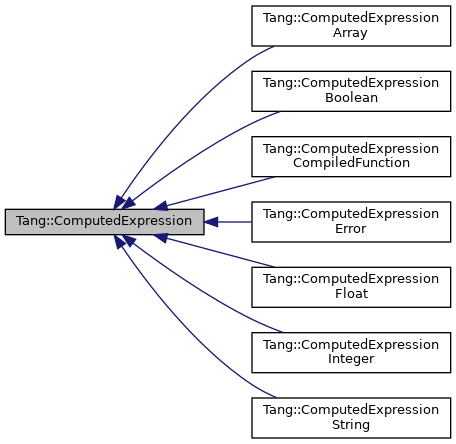 Tang::ComputedExpression
Array
Tang::ComputedExpression
Boolean
Tang::ComputedExpression
CompiledFunction
Tang::ComputedExpression
Tang::ComputedExpression
Error
Tang::ComputedExpression
Float
Tang::ComputedExpression
Integer
Tang::ComputedExpression
String